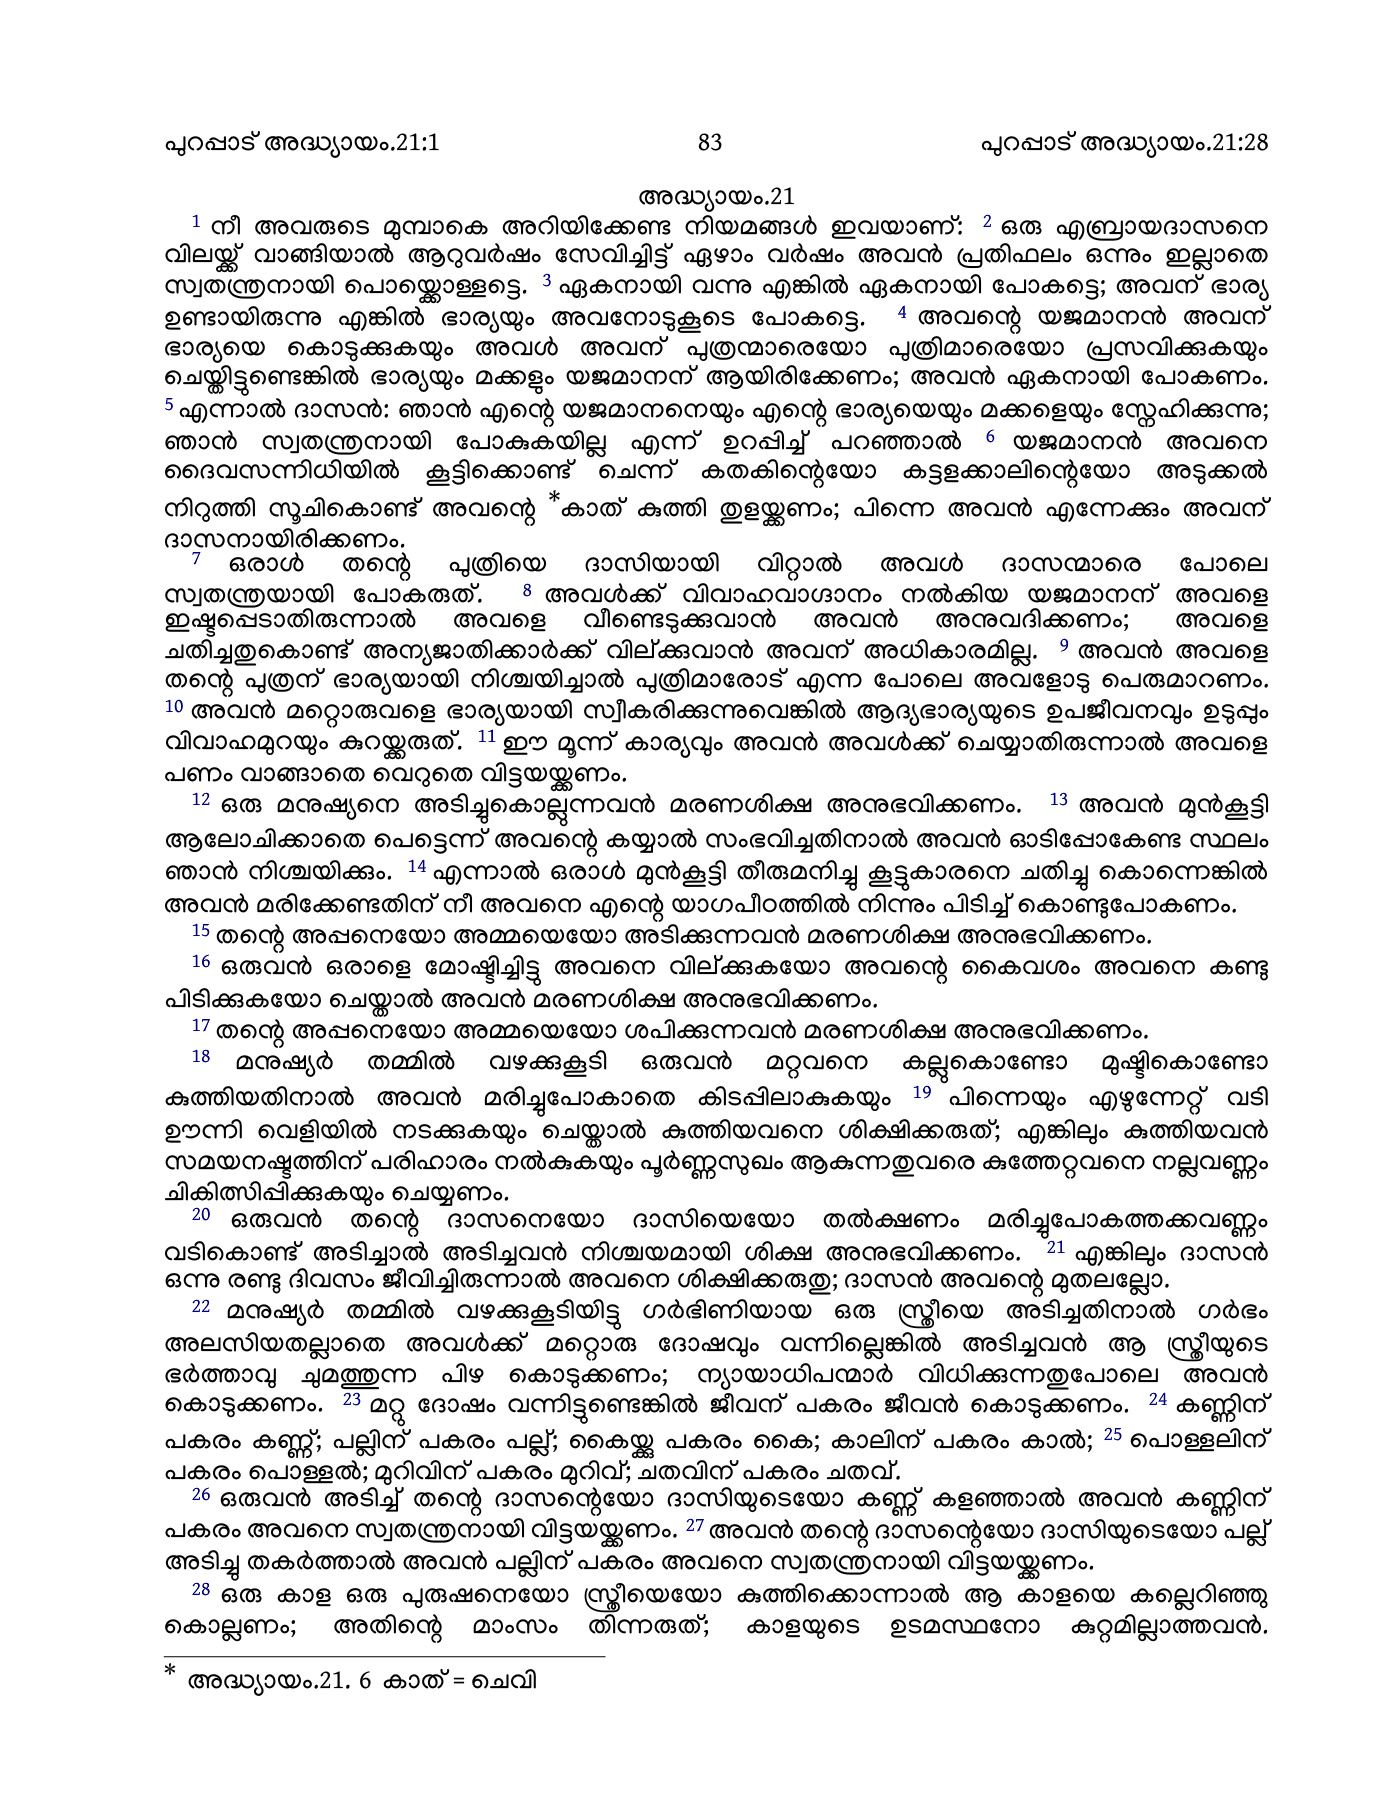 പുറപ്പാട് അദ്ധ്യായം.21:1 83 പുറപ്പാട് അദ്ധ്യായം.21:28
അദ്ധ്യായം.21
1 നീ അവരുടെ മുമ്പാകെ അറിയിക്കേണ്ട നിയമങ്ങൾ ഇവയാണ്: 2 ഒരു എബ്രായദാസനെ
വിലയ്ക്ക് വാങ്ങിയാൽ ആറുവർഷം സേവിച്ചിട്ട് ഏഴാം വർഷം അവൻ പ്രതിഫലം ഒന്നും ഇല്ലാതെ
സ്വതന്ത്രനായി പൊയ്ക്കൊള്ളട്ടെ. 3 ഏകനായി വന്നു എങ്കിൽ ഏകനായി പോകട്ടെ; അവന് ഭാര്യ
ഉണ്ടായിരുന്നു എങ്കിൽ ഭാര്യയും അവനോടുകൂടെ പോകട്ടെ. 4 അവന്റെ യജമാനൻ അവന്
ഭാര്യയെ കൊടുക്കുകയും അവൾ അവന് പുത്രന്മാരെയോ പുത്രിമാരെയോ പ്രസവിക്കുകയും
ചെയ്തിട്ടുണ്ടെങ്കിൽ ഭാര്യയും മക്കളും യജമാനന് ആയിരിക്കേണം; അവൻ ഏകനായി പോകണം.
5 എന്നാൽ ദാസൻ: ഞാൻ എന്റെ യജമാനനെയും എന്റെ ഭാര്യയെയും മക്കളെയും സ്നേഹിക്കുന്നു;
ഞാൻ സ്വതന്ത്രനായി പോകുകയില്ല എന്ന് ഉറപ്പിച്ച് പറഞ്ഞാൽ 6 യജമാനൻ അവനെ
ദൈവസന്നിധിയിൽ കൂട്ടിക്കൊണ്ട് ചെന്ന് കതകിന്റെയോ കട്ടളക്കാലിന്റെയോ അടുക്കൽ
നിറുത്തി സൂചികൊണ്ട് അവന്റെ *കാത് കുത്തി തുളയ്ക്കണം; പിന്നെ അവൻ എന്നേക്കും അവന്
ദാസനായിരിക്കണം.
7 ഒരാൾ തന്റെ പുത്രിയെ ദാസിയായി വിറ്റാൽ അവൾ ദാസന്മാരെ പോലെ
സ്വതന്ത്രയായി പോകരുത്. 8 അവൾക്ക് വിവാഹവാഗ്ദാനം നൽകിയ യജമാനന് അവളെ
ഇഷ്ടപ്പെടാതിരുന്നാൽ അവളെ വീണ്ടെടുക്കുവാൻ അവൻ അനുവദിക്കണം; അവളെ
ചതിച്ചതുകൊണ്ട് അന്യജാതിക്കാർക്ക് വില്ക്കുവാൻ അവന് അധികാരമില്ല. 9 അവൻ അവളെ
തന്റെ പുത്രന് ഭാര്യയായി നിശ്ചയിച്ചാൽ പുത്രിമാരോട് എന്ന പോലെ അവളോടു പെരുമാറണം.
10 അവൻ മറ്റൊരുവളെ ഭാര്യയായി സ്വീകരിക്കുന്നുവെങ്കിൽ ആദ്യഭാര്യയുടെ ഉപജീവനവും ഉടുപ്പും
വിവാഹമുറയും കുറയ്ക്കരുത്. 11 ഈ മൂന്ന് കാര്യവും അവൻ അവൾക്ക് ചെയ്യാതിരുന്നാൽ അവളെ
പണം വാങ്ങാതെ വെറുതെ വിട്ടയയ്ക്കണം.
12 ഒരു മനുഷ്യനെ അടിച്ചുകൊല്ലുന്നവൻ മരണശിക്ഷ അനുഭവിക്കണം. 13 അവൻ മുൻകൂട്ടി
ആലോചിക്കാതെ പെട്ടെന്ന് അവന്റെ കയ്യാൽ സംഭവിച്ചതിനാൽ അവൻ ഓടിപ്പോകേണ്ട സ്ഥലം
ഞാൻ നിശ്ചയിക്കും. 14 എന്നാൽ ഒരാൾ മുൻകൂട്ടി തീരുമനിച്ചു കൂട്ടുകാരനെ ചതിച്ചു കൊന്നെങ്കിൽ
അവൻ മരിക്കേണ്ടതിന് നീ അവനെ എന്റെ യാഗപീഠത്തിൽ നിന്നും പിടിച്ച് കൊണ്ടുപോകണം.
15 തന്റെ അപ്പനെയോ അമ്മയെയോ അടിക്കുന്നവൻ മരണശിക്ഷ അനുഭവിക്കണം.
16 ഒരുവൻ ഒരാളെ മോഷ്ടിച്ചിട്ടു അവനെ വില്ക്കുകയോ അവന്റെ കൈവശം അവനെ കണ്ടു
പിടിക്കുകയോ ചെയ്താൽ അവൻ മരണശിക്ഷ അനുഭവിക്കണം.
17 തന്റെ അപ്പനെയോ അമ്മയെയോ ശപിക്കുന്നവൻ മരണശിക്ഷ അനുഭവിക്കണം.
18 മനുഷ്യർ തമ്മിൽ വഴക്കുകൂടി ഒരുവൻ മറ്റവനെ കല്ലുകൊണ്ടോ മുഷ്ടികൊണ്ടോ
കുത്തിയതിനാൽ അവൻ മരിച്ചുപോകാതെ കിടപ്പിലാകുകയും 19 പിന്നെയും എഴുന്നേറ്റ് വടി
ഊന്നി വെളിയിൽ നടക്കുകയും ചെയ്താൽ കുത്തിയവനെ ശിക്ഷിക്കരുത്; എങ്കിലും കുത്തിയവൻ
സമയനഷ്ടത്തിന് പരിഹാരം നൽകുകയും പൂർണ്ണസുഖം ആകുന്നതുവരെ കുത്തേറ്റവനെ നല്ലവണ്ണം
ചികിത്സിപ്പിക്കുകയും ചെയ്യണം.
20 ഒരുവൻ തന്റെ ദാസനെയോ ദാസിയെയോ തൽക്ഷണം മരിച്ചുപോകത്തക്കവണ്ണം
വടികൊണ്ട് അടിച്ചാൽ അടിച്ചവൻ നിശ്ചയമായി ശിക്ഷ അനുഭവിക്കണം. 21 എങ്കിലും ദാസൻ
ഒന്നു രണ്ടു ദിവസം ജീവിച്ചിരുന്നാൽ അവനെ ശിക്ഷിക്കരുതു; ദാസൻ അവന്റെ മുതലല്ലോ.
22 മനുഷ്യർ തമ്മിൽ വഴക്കുകൂടിയിട്ടു ഗർഭിണിയായ ഒരു സ്ത്രീയെ അടിച്ചതിനാൽ ഗർഭം
അലസിയതല്ലാതെ അവൾക്ക് മറ്റൊരു ദോഷവും വന്നില്ലെങ്കിൽ അടിച്ചവൻ ആ സ്ത്രീയുടെ
ഭർത്താവു ചുമത്തുന്ന പിഴ കൊടുക്കണം; ന്യായാധിപന്മാർ വിധിക്കുന്നതുപോലെ അവൻ
കൊടുക്കണം. 23 മറ്റു ദോഷം വന്നിട്ടുണ്ടെങ്കിൽ ജീവന് പകരം ജീവൻ കൊടുക്കണം. 24 കണ്ണിന്
പകരം കണ്ണ്; പല്ലിന് പകരം പല്ല്; കൈയ്ക്കു പകരം കൈ; കാലിന് പകരം കാൽ; 25 പൊള്ളലിന്
പകരം പൊള്ളൽ; മുറിവിന് പകരം മുറിവ്; ചതവിന് പകരം ചതവ്.
26 ഒരുവൻ അടിച്ച് തന്റെ ദാസന്റെയോ ദാസിയുടെയോ കണ്ണ് കളഞ്ഞാൽ അവൻ കണ്ണിന്
പകരം അവനെ സ്വതന്ത്രനായി വിട്ടയയ്ക്കണം. 27 അവൻ തന്റെ ദാസന്റെയോ ദാസിയുടെയോ പല്ല്
അടിച്ചു തകർത്താൽ അവൻ പല്ലിന് പകരം അവനെ സ്വതന്ത്രനായി വിട്ടയയ്ക്കണം.
28 ഒരു കാള ഒരു പുരുഷനെയോ സ്ത്രീയെയോ കുത്തിക്കൊന്നാൽ ആ കാളയെ കല്ലെറിഞ്ഞു
കൊല്ലണം; അതിന്റെ മാംസം തിന്നരുത്; കാളയുടെ ഉടമസ്ഥനോ കുറ്റമില്ലാത്തവൻ.
* അദ്ധ്യായം.21. 6 കാത് = ചെവി